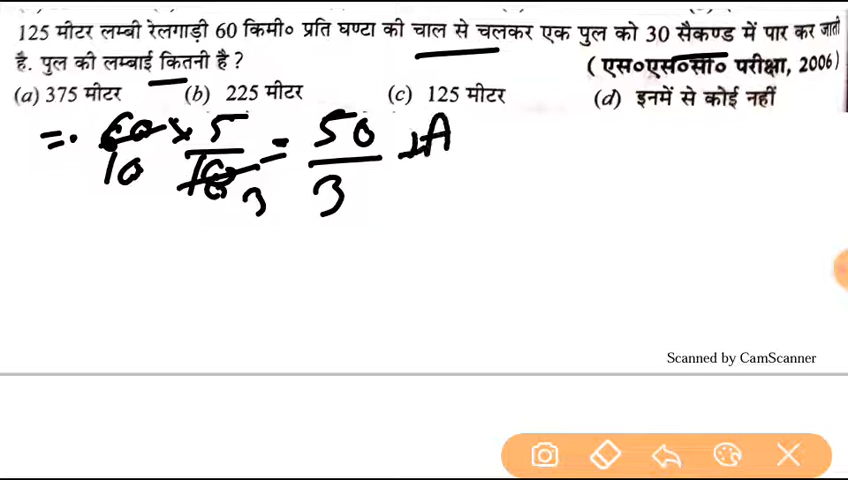 125 मीटर लम्बी रेलगाड़ी 60 किमी० प्रति घण्टा की चाल से चलकर एक पुल को 30 सैकण्ड में पार कर जाती
है. पुल की लम्बाई कितनी है ?
(एस०एस०सी० परीक्षा, 2006)
(a) 375 मीटर (b) 225 मीटर (c) 125 मीटर (d) इनमें से कोई नहीं
60 × 5 = 50
10 18 3 3
Scanned by CamScanner